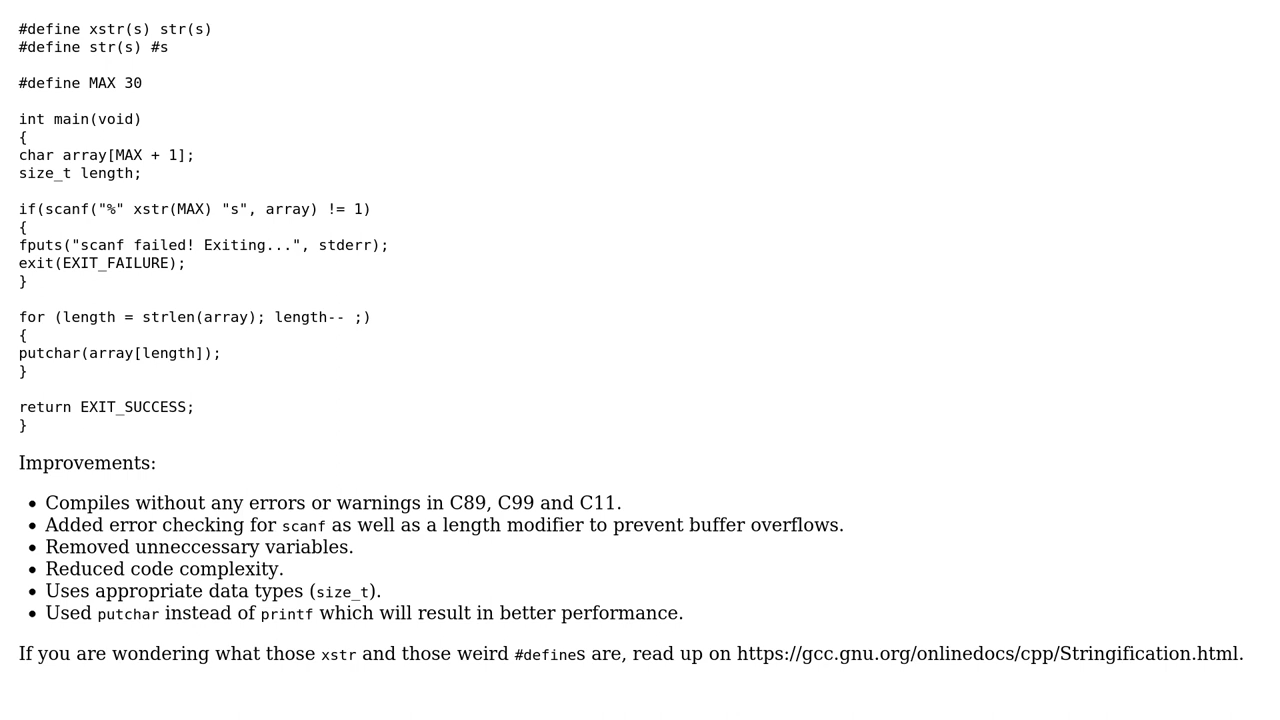 #define xstr(s) str(s)
#define str(s) #s
#define MAX 30
int main(void)
{
char array[MAX + 1];
size_t length;
if(scanf("%" xstr(MAX) "s", array) != 1)
{
fputs("scanf failed! Exiting...", stderr);
exit(EXIT_FAILURE);
}
for (length = strlen(array); length-- ;)
{
putchar(array[length]);
}
return EXIT_SUCCESS;
}
Improvements:
• Compiles without any errors or warnings in C89, C99 and C11.
• Added error checking for scanf as well as a length modifier to prevent buffer overflows.
• Removed unneccessary variables.
• Reduced code complexity.
• Uses appropriate data types (size_t).
• Used putchar instead of printf which will result in better performance.
If you are wondering what those xstr and those weird #defines are, read up on https://gcc.gnu.org/onlinedocs/cpp/Stringification.html.